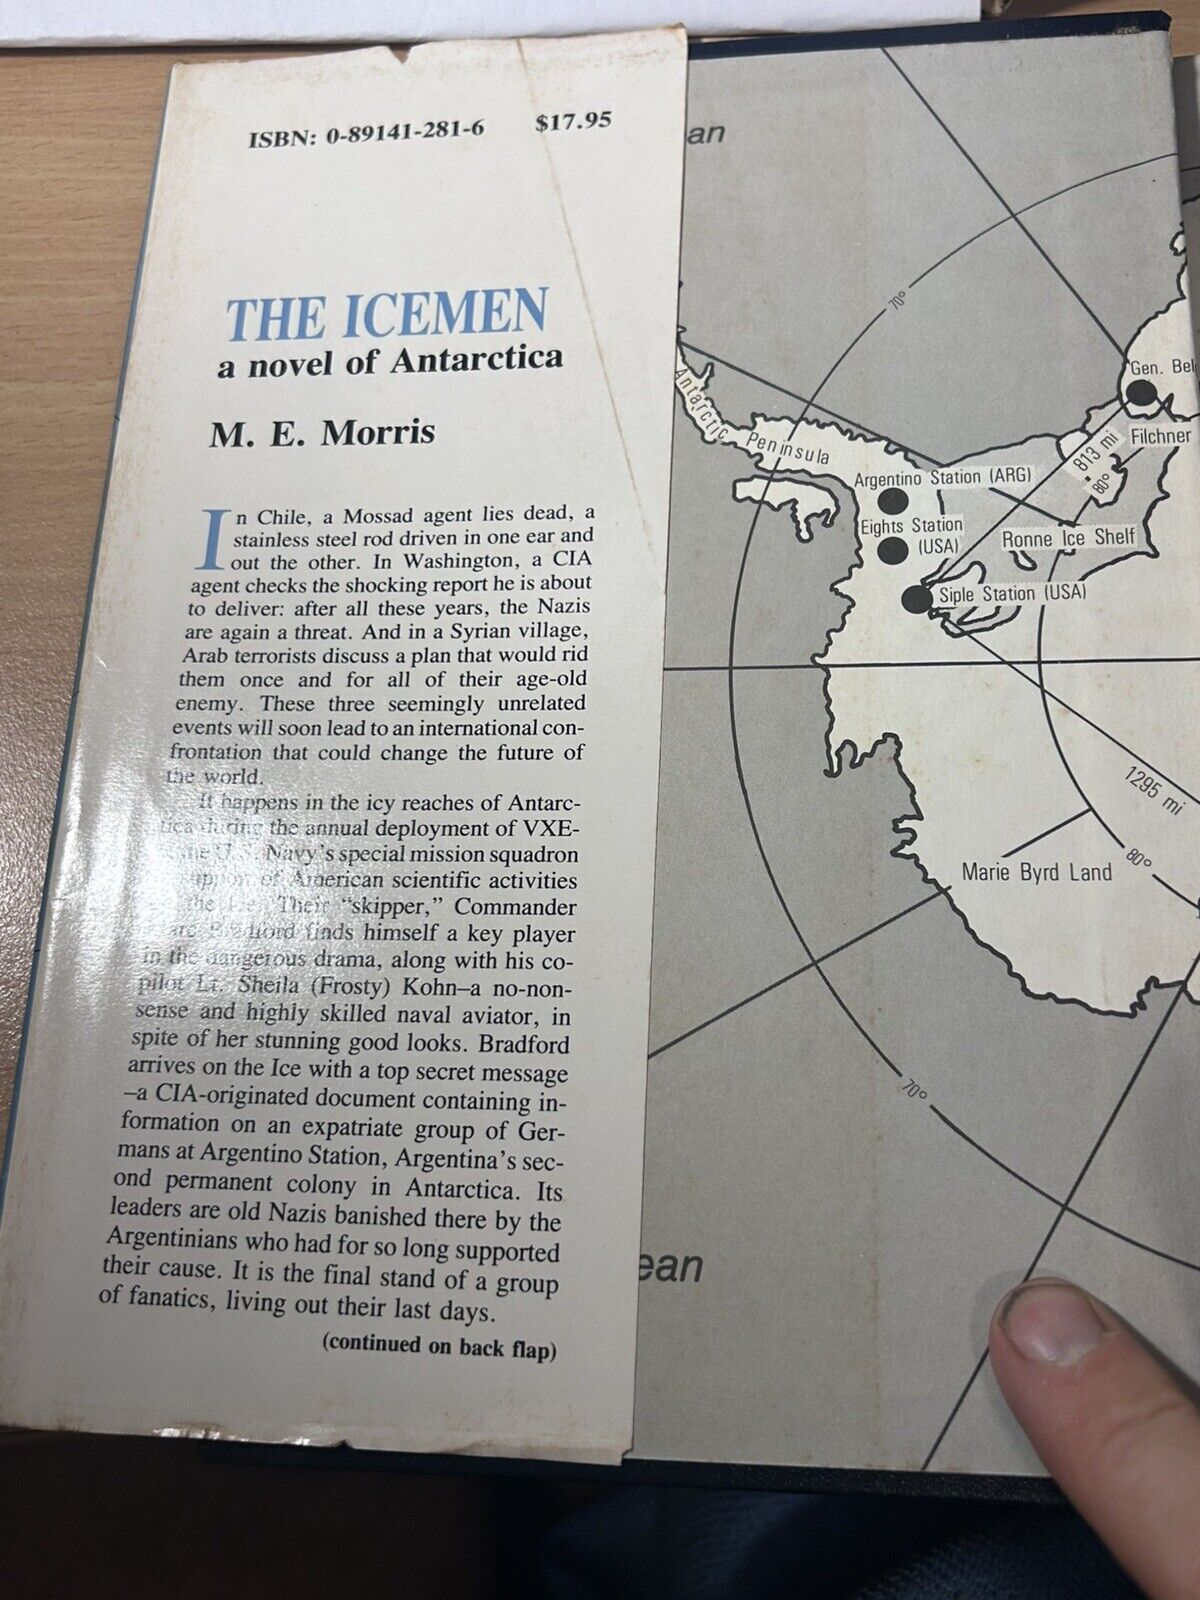 ISBN: 0-89141-281-6 $17.95
THE ICEMEN
a novel of Antarctica
M. E. Morris
In Chile, a Mossad agent lies dead, a
stainless steel rod driven in one ear and
out the other. In Washington, a CIA
agent checks the shocking report he is about
to deliver: after all these years, the Nazis
are again a threat. And in a Syrian village,
Arab terrorists discuss a plan that would rid
them once and for all of their age-old
enemy. These three seemingly unrelated
events will soon lead to an international con-
frontation that could change the future of
the world.
It happens in the icy reaches of Antarc-
tica during the annual deployment of VXE-
the U.S. Navy's special mission squadron
support of American scientific activities
the Ice. Their "skipper," Commander
Bradford finds himself a key player
in the dangerous drama, along with his co-
pilot Lt. Sheila (Frosty) Kohn–a no-non-
sense and highly skilled naval aviator, in
spite of her stunning good looks. Bradford
arrives on the Ice with a top secret message
–a CIA-originated document containing in-
formation on an expatriate group of Ger-
mans at Argentino Station, Argentina's sec-
ond permanent colony in Antarctica. Its
leaders are old Nazis banished there by the
Argentinians who had for so long supported
their cause. It is the final stand of a group
of fanatics, living out their last days.
(continued on back flap)
an
70°
Gen. Bel
Filchner
813 mi
80°
Antarctic Peninsula
Argentino Station (ARG)
Eights Station
(USA)
Ronne Ice Shelf
Siple Station (USA)
1295 mi
80°
Marie Byrd Land
70°
ean